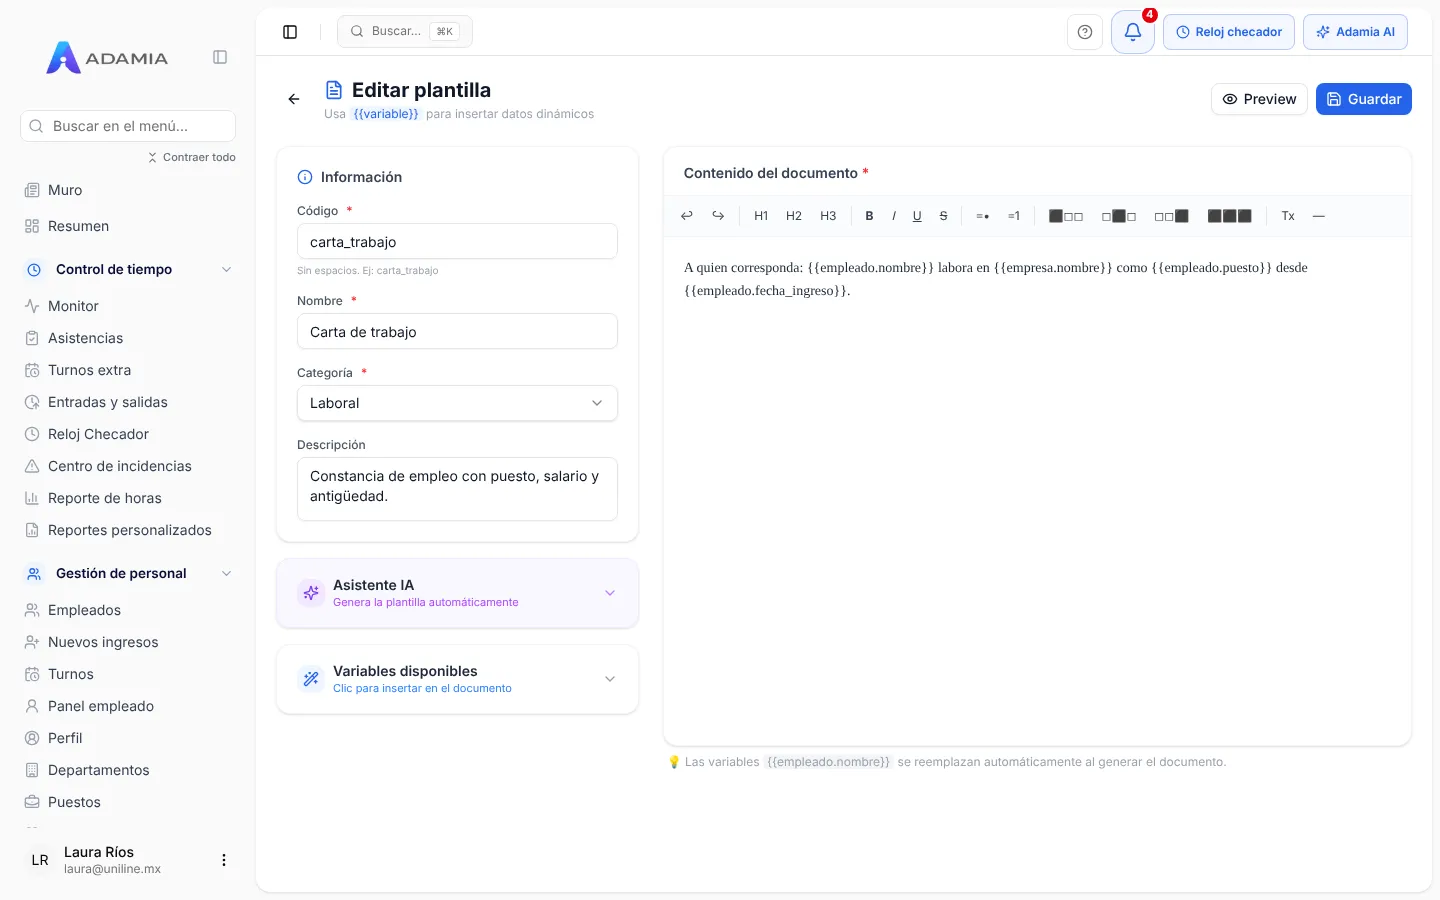 ADAMIA
Buscar en el menú...
Contraer todo
Muro
Resumen
Control de tiempo
Monitor
Asistencias
Turnos extra
Entradas y salidas
Reloj Checador
Centro de incidencias
Reporte de horas
Reportes personalizados
Gestión de personal
Empleados
Nuevos ingresos
Turnos
Panel empleado
Perfil
Departamentos
Puestos
LR
Laura Ríos
laura@uniline.mx
Buscar... ⌘K
4
Reloj checador
Adamia AI
Editar plantilla
Usa {{variable}} para insertar datos dinámicos
Preview
Guardar
Información
Código *
carta_trabajo
Sin espacios. Ej: carta_trabajo
Nombre *
Carta de trabajo
Categoría *
Laboral
Descripción
Constancia de empleo con puesto, salario y
antigüedad.
Asistente IA
Genera la plantilla automáticamente
Variables disponibles
Clic para insertar en el documento
Contenido del documento *
↩ ↪ H1 H2 H3 B I U S =• =1 ⬛◻◻ ◻⬛◻ ◻◻⬛ ⬛⬛⬛ Tx —
A quien corresponda: {{empleado.nombre}} labora en {{empresa.nombre}} como {{empleado.puesto}} desde
{{empleado.fecha_ingreso}}.
💡 Las variables {{empleado.nombre}} se reemplazan automáticamente al generar el documento.